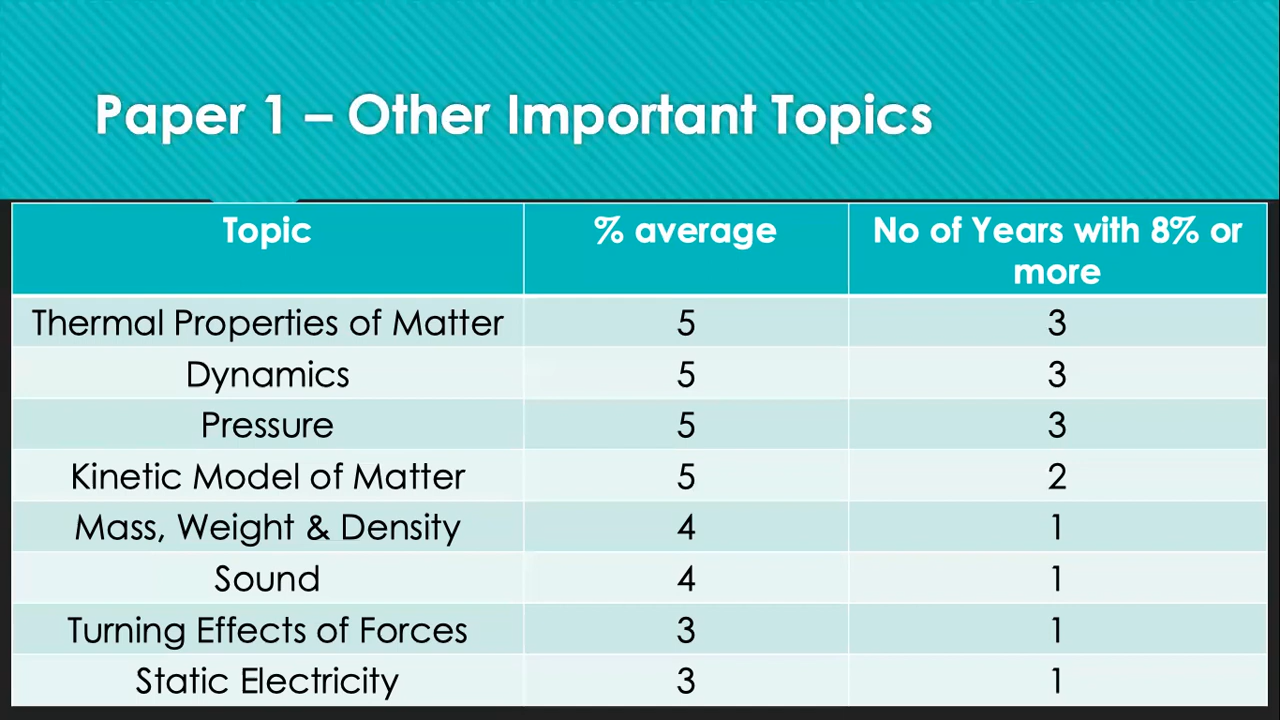 Paper 1 – Other Important Topics
Topic % average No of Years with 8% or
more
Thermal Properties of Matter 5 3
Dynamics 5 3
Pressure 5 3
Kinetic Model of Matter 5 2
Mass, Weight & Density 4 1
Sound 4 1
Turning Effects of Forces 3 1
Static Electricity 3 1